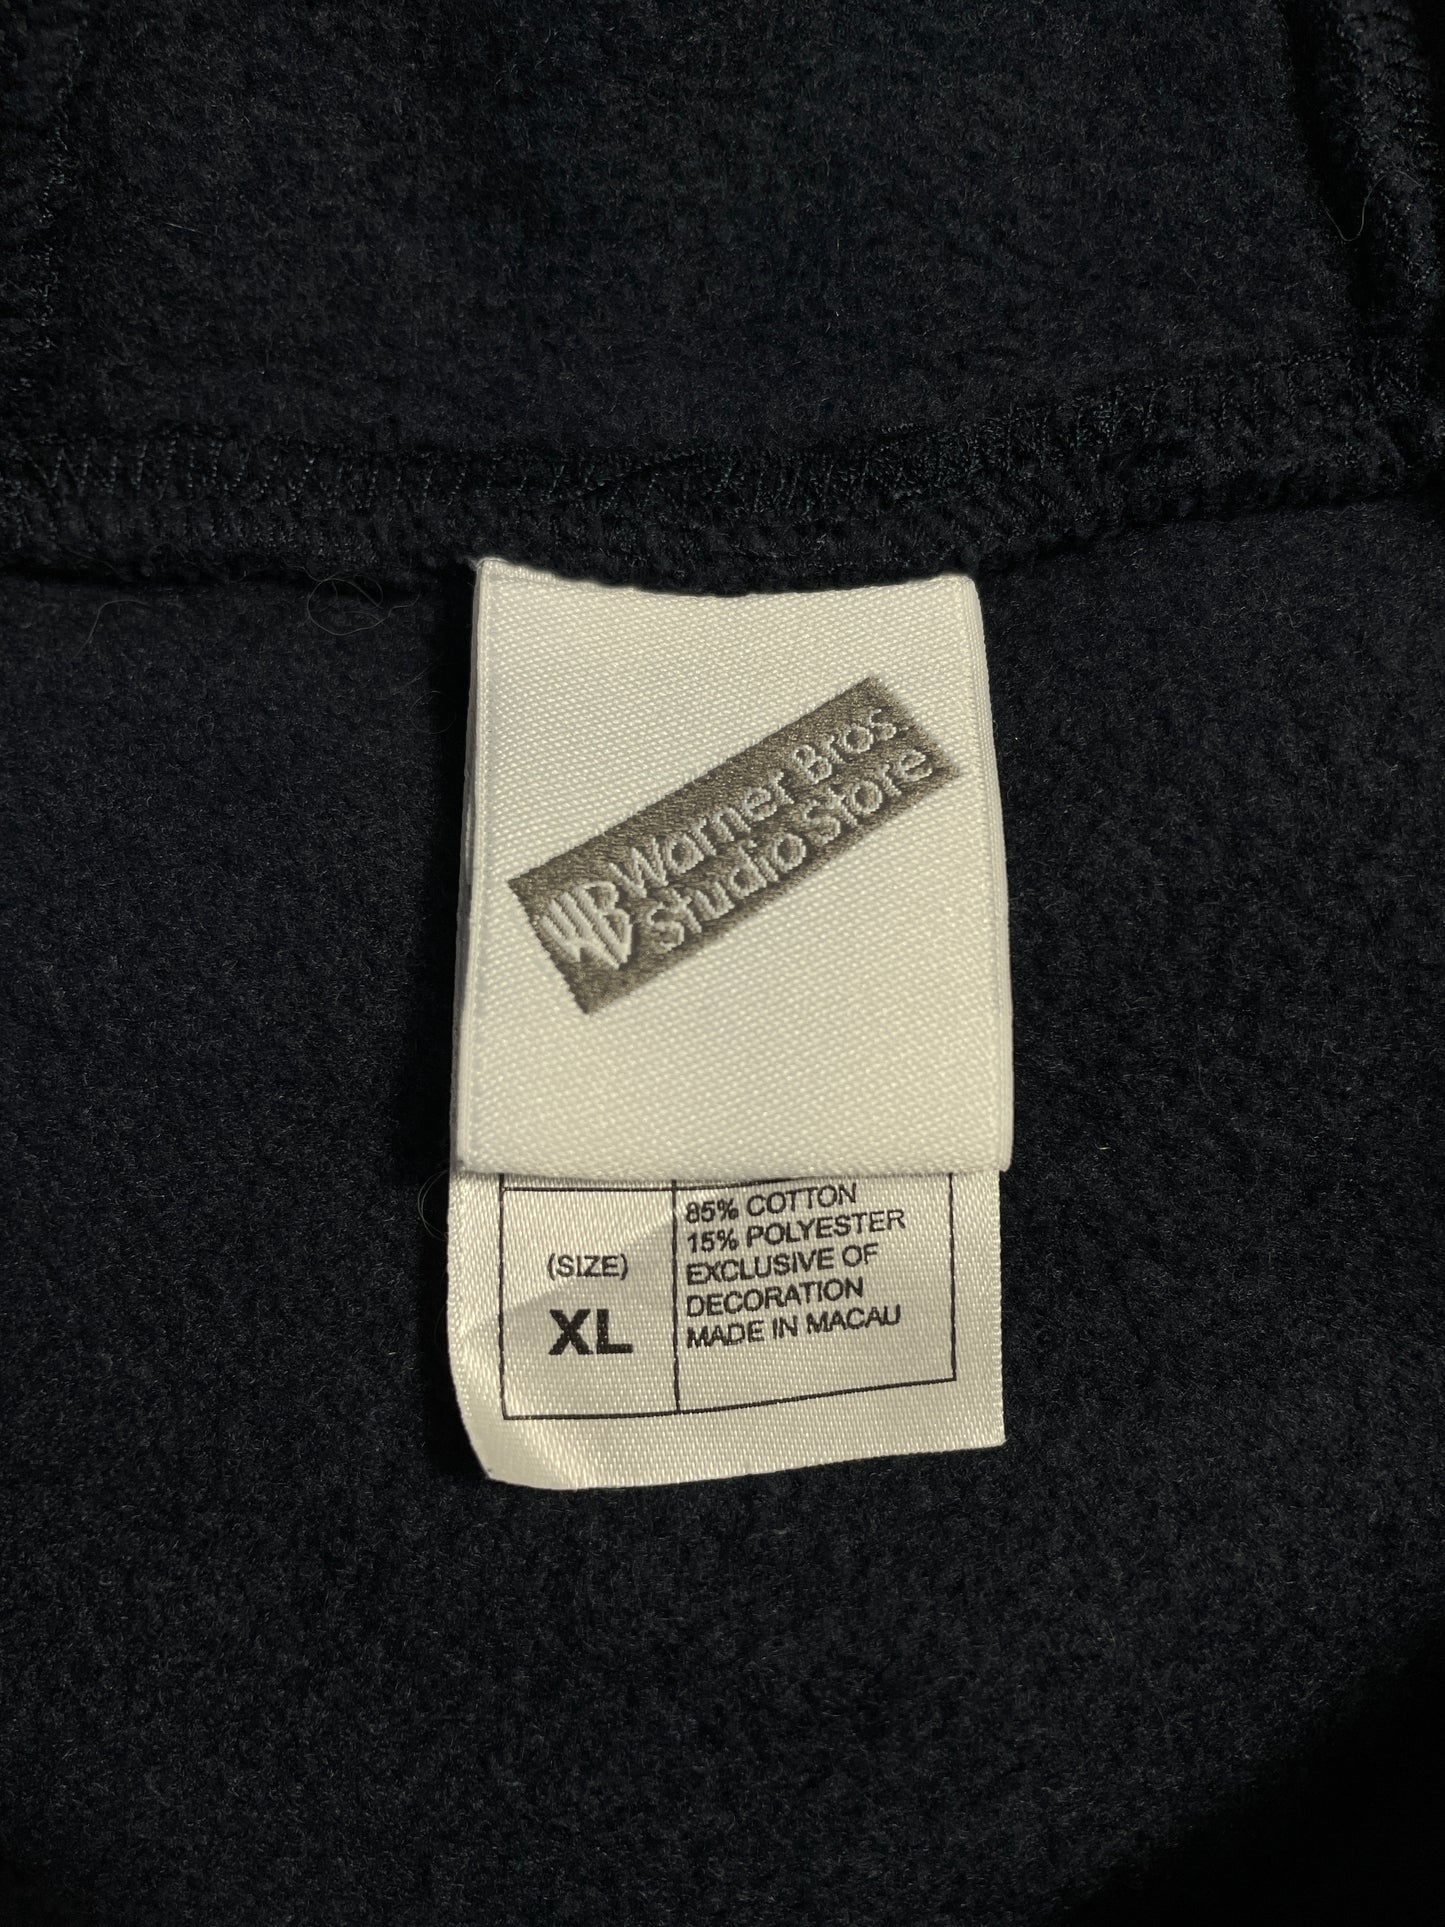 WB Warner Bros.
Studio Store
(SIZE)
XL
85% COTTON
15% POLYESTER
EXCLUSIVE OF
DECORATION
MADE IN MACAU